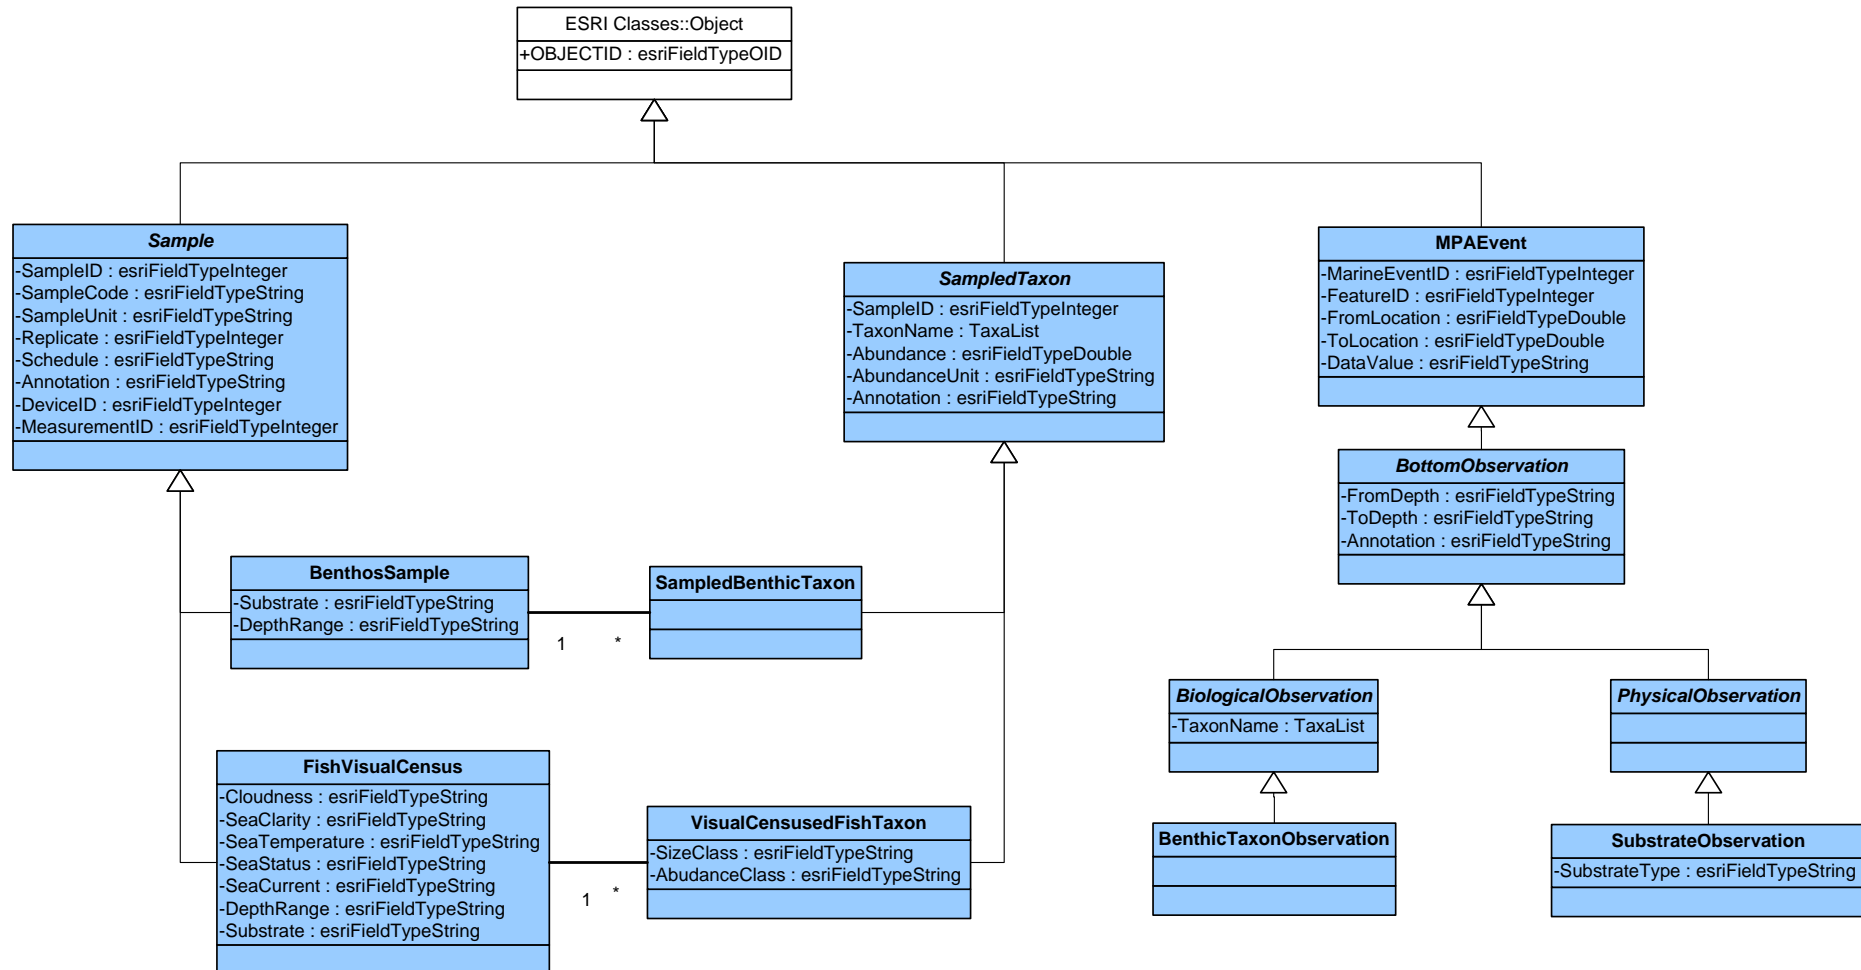 ESRI Classes::Object
+OBJECTID : esriFieldTypeOID
Sample
-SampleID : esriFieldTypeInteger
-SampleCode : esriFieldTypeString
-SampleUnit : esriFieldTypeString
-Replicate : esriFieldTypeInteger
-Schedule : esriFieldTypeString
-Annotation : esriFieldTypeString
-DeviceID : esriFieldTypeInteger
-MeasurementID : esriFieldTypeInteger
SampledTaxon
-SampleID : esriFieldTypeInteger
-TaxonName : TaxaList
-Abundance : esriFieldTypeDouble
-AbundanceUnit : esriFieldTypeString
-Annotation : esriFieldTypeString
MPAEvent
-MarineEventID : esriFieldTypeInteger
-FeatureID : esriFieldTypeInteger
-FromLocation : esriFieldTypeDouble
-ToLocation : esriFieldTypeDouble
-DataValue : esriFieldTypeString
BottomObservation
-FromDepth : esriFieldTypeString
-ToDepth : esriFieldTypeString
-Annotation : esriFieldTypeString
BenthosSample
-Substrate : esriFieldTypeString
-DepthRange : esriFieldTypeString
1
*
SampledBenthicTaxon
BiologicalObservation
-TaxonName : TaxaList
PhysicalObservation
FishVisualCensus
-Cloudness : esriFieldTypeString
-SeaClarity : esriFieldTypeString
-SeaTemperature : esriFieldTypeString
-SeaStatus : esriFieldTypeString
-SeaCurrent : esriFieldTypeString
-DepthRange : esriFieldTypeString
-Substrate : esriFieldTypeString
1
*
VisualCensusedFishTaxon
-SizeClass : esriFieldTypeString
-AbudanceClass : esriFieldTypeString
BenthicTaxonObservation
SubstrateObservation
-SubstrateType : esriFieldTypeString